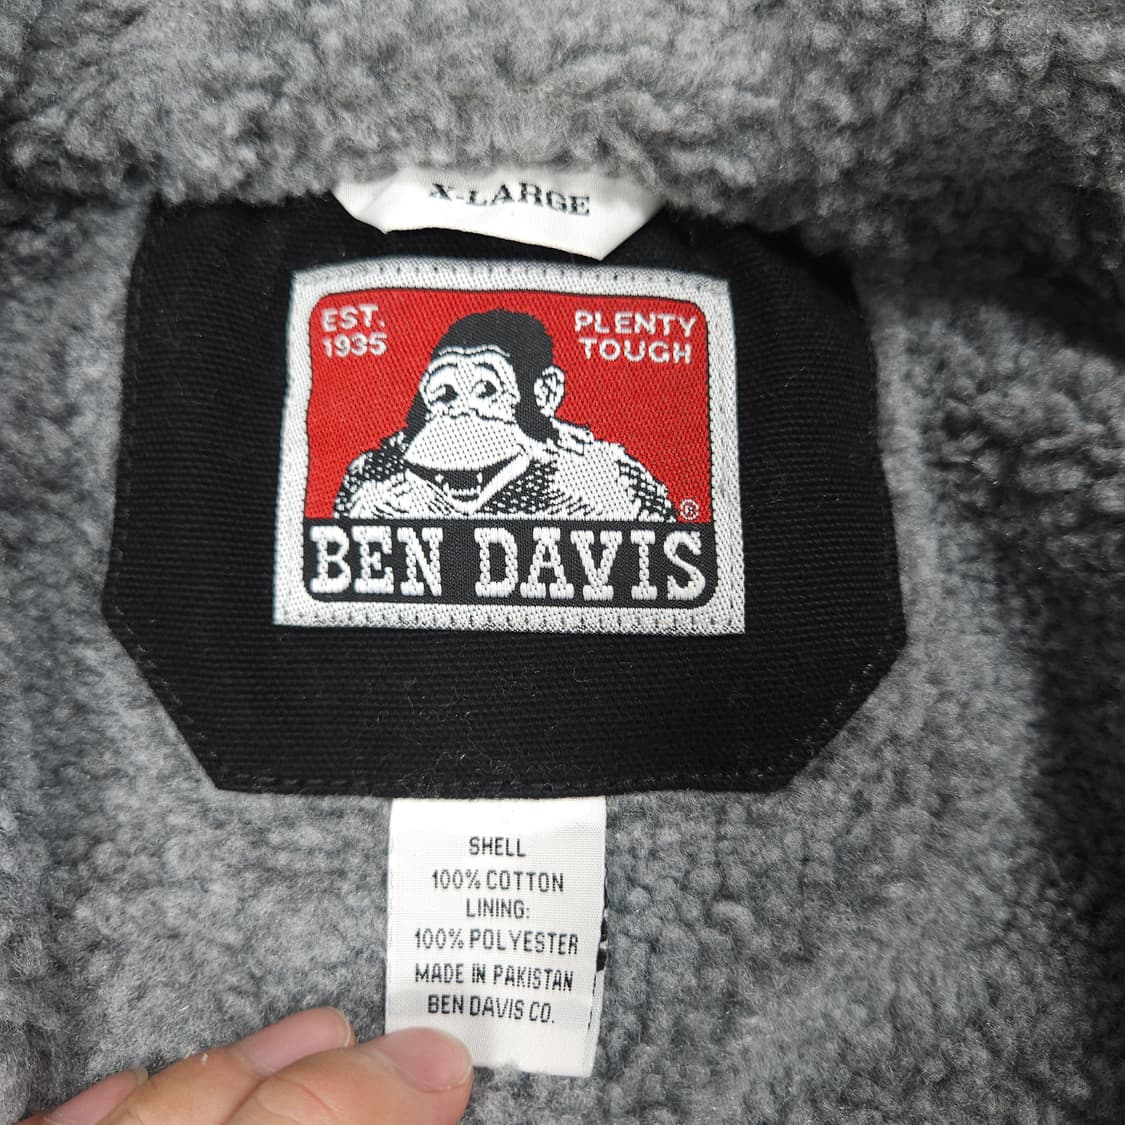 X-LARGE
EST.
1935
PLENTY
TOUGH
®
BEN DAVIS
SHELL
100% COTTON
LINING:
100% POLYESTER
MADE IN PAKISTAN
BEN DAVIS CO.